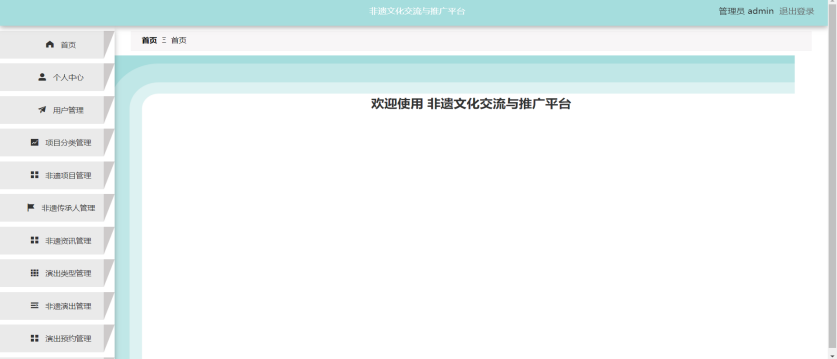 非遗文化交流与推广平台
管理员 admin 退出登录
首页 Ξ 首页
首页
个人中心
用户管理
项目分类管理
非遗项目管理
非遗传承人管理
非遗资讯管理
演出类型管理
非遗演出管理
演出预约管理
欢迎使用 非遗文化交流与推广平台